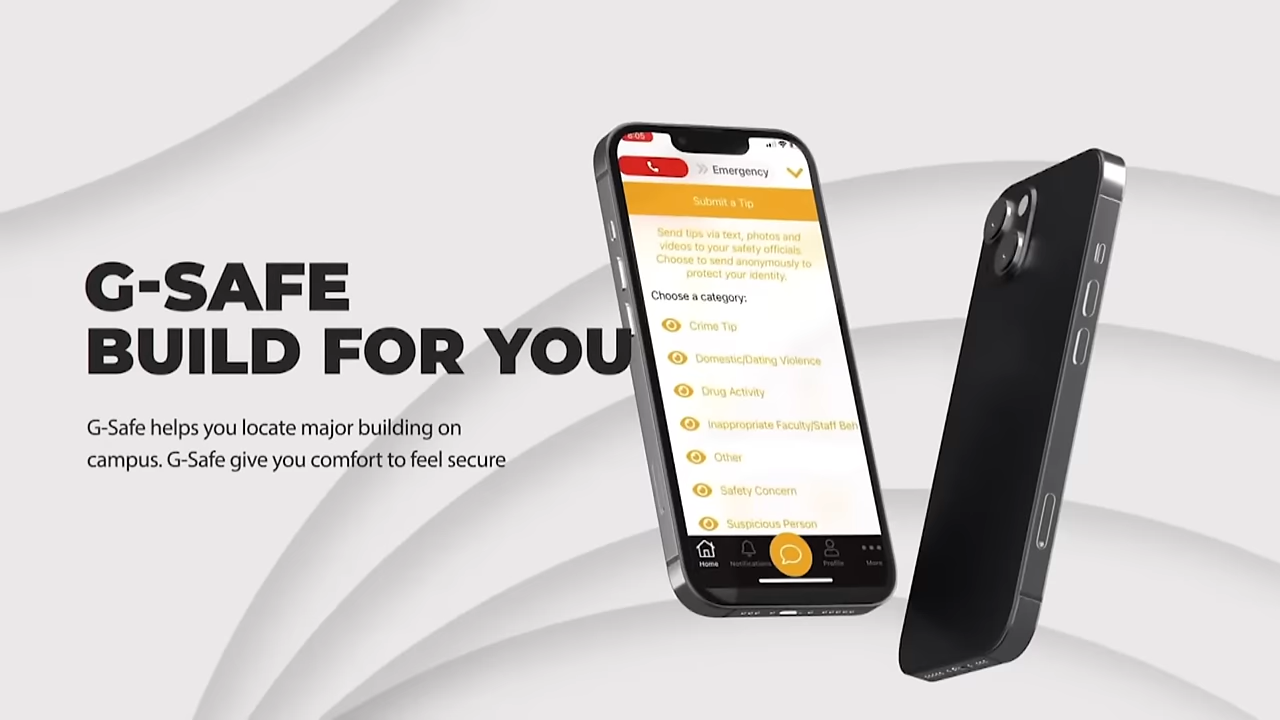 G-SAFE
BUILD FOR YOU
G-Safe helps you locate major building on
campus. G-Safe give you comfort to feel secure
6:05
Emergency
Submit a Tip
Send tips via text, photos and
videos to your safety officials.
Choose to send anonymously to
protect your identity.
Choose a category:
Crime Tip
Domestic/Dating Violence
Drug Activity
Inappropriate Faculty/Staff Beh
Other
Safety Concern
Suspicious Person
Home Notifications Profile More